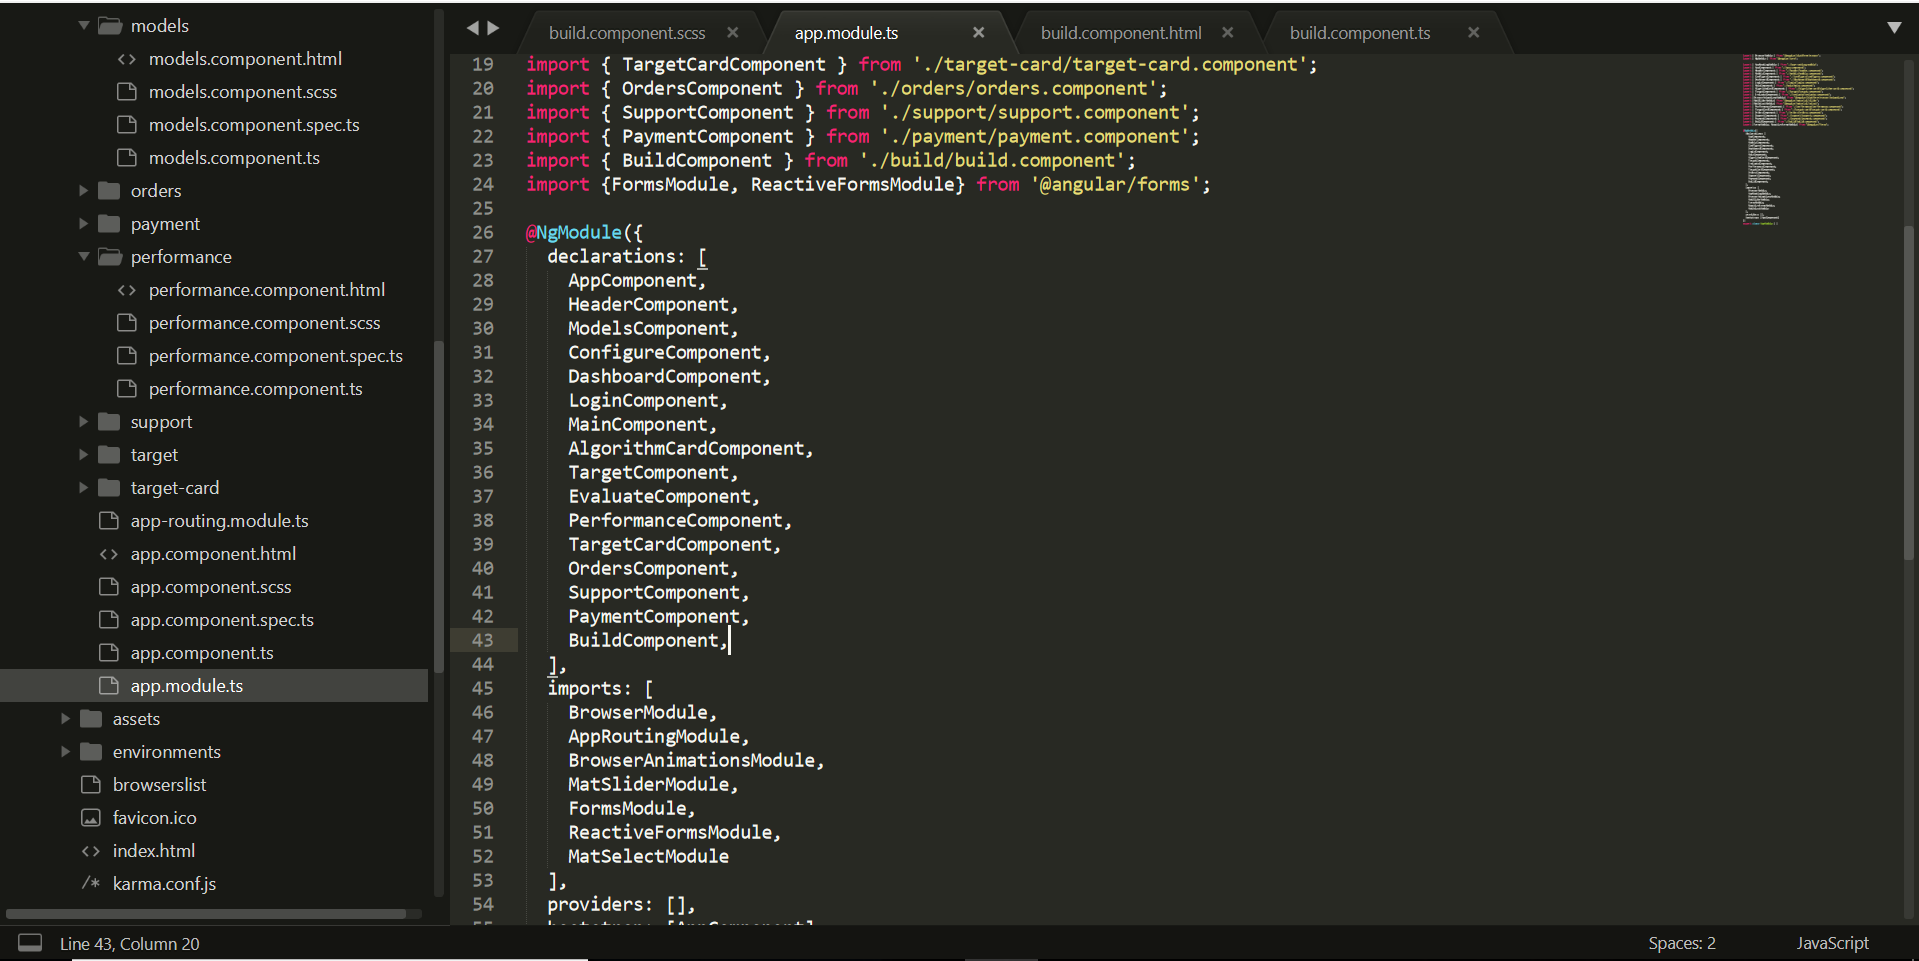 models
models.component.html
models.component.scss
models.component.spec.ts
models.component.ts
orders
payment
performance
performance.component.html
performance.component.scss
performance.component.spec.ts
performance.component.ts
support
target
target-card
app-routing.module.ts
app.component.html
app.component.scss
app.component.spec.ts
app.component.ts
app.module.ts
assets
environments
browserslist
favicon.ico
index.html
karma.conf.js
build.component.scss
app.module.ts
build.component.html
build.component.ts
19 import { TargetCardComponent } from './target-card/target-card.component';
20 import { OrdersComponent } from './orders/orders.component';
21 import { SupportComponent } from './support/support.component';
22 import { PaymentComponent } from './payment/payment.component';
23 import { BuildComponent } from './build/build.component';
24 import {FormsModule, ReactiveFormsModule} from '@angular/forms';
25
26 @NgModule({
27 declarations: [
28 AppComponent,
29 HeaderComponent,
30 ModelsComponent,
31 ConfigureComponent,
32 DashboardComponent,
33 LoginComponent,
34 MainComponent,
35 AlgorithmCardComponent,
36 TargetComponent,
37 EvaluateComponent,
38 PerformanceComponent,
39 TargetCardComponent,
40 OrdersComponent,
41 SupportComponent,
42 PaymentComponent,
43 BuildComponent,
44 ],
45 imports: [
46 BrowserModule,
47 AppRoutingModule,
48 BrowserAnimationsModule,
49 MatSliderModule,
50 FormsModule,
51 ReactiveFormsModule,
52 MatSelectModule
53 ],
54 providers: [],
55 bootstrap: [AppComponent]
Line 43, Column 20
Spaces: 2
JavaScript